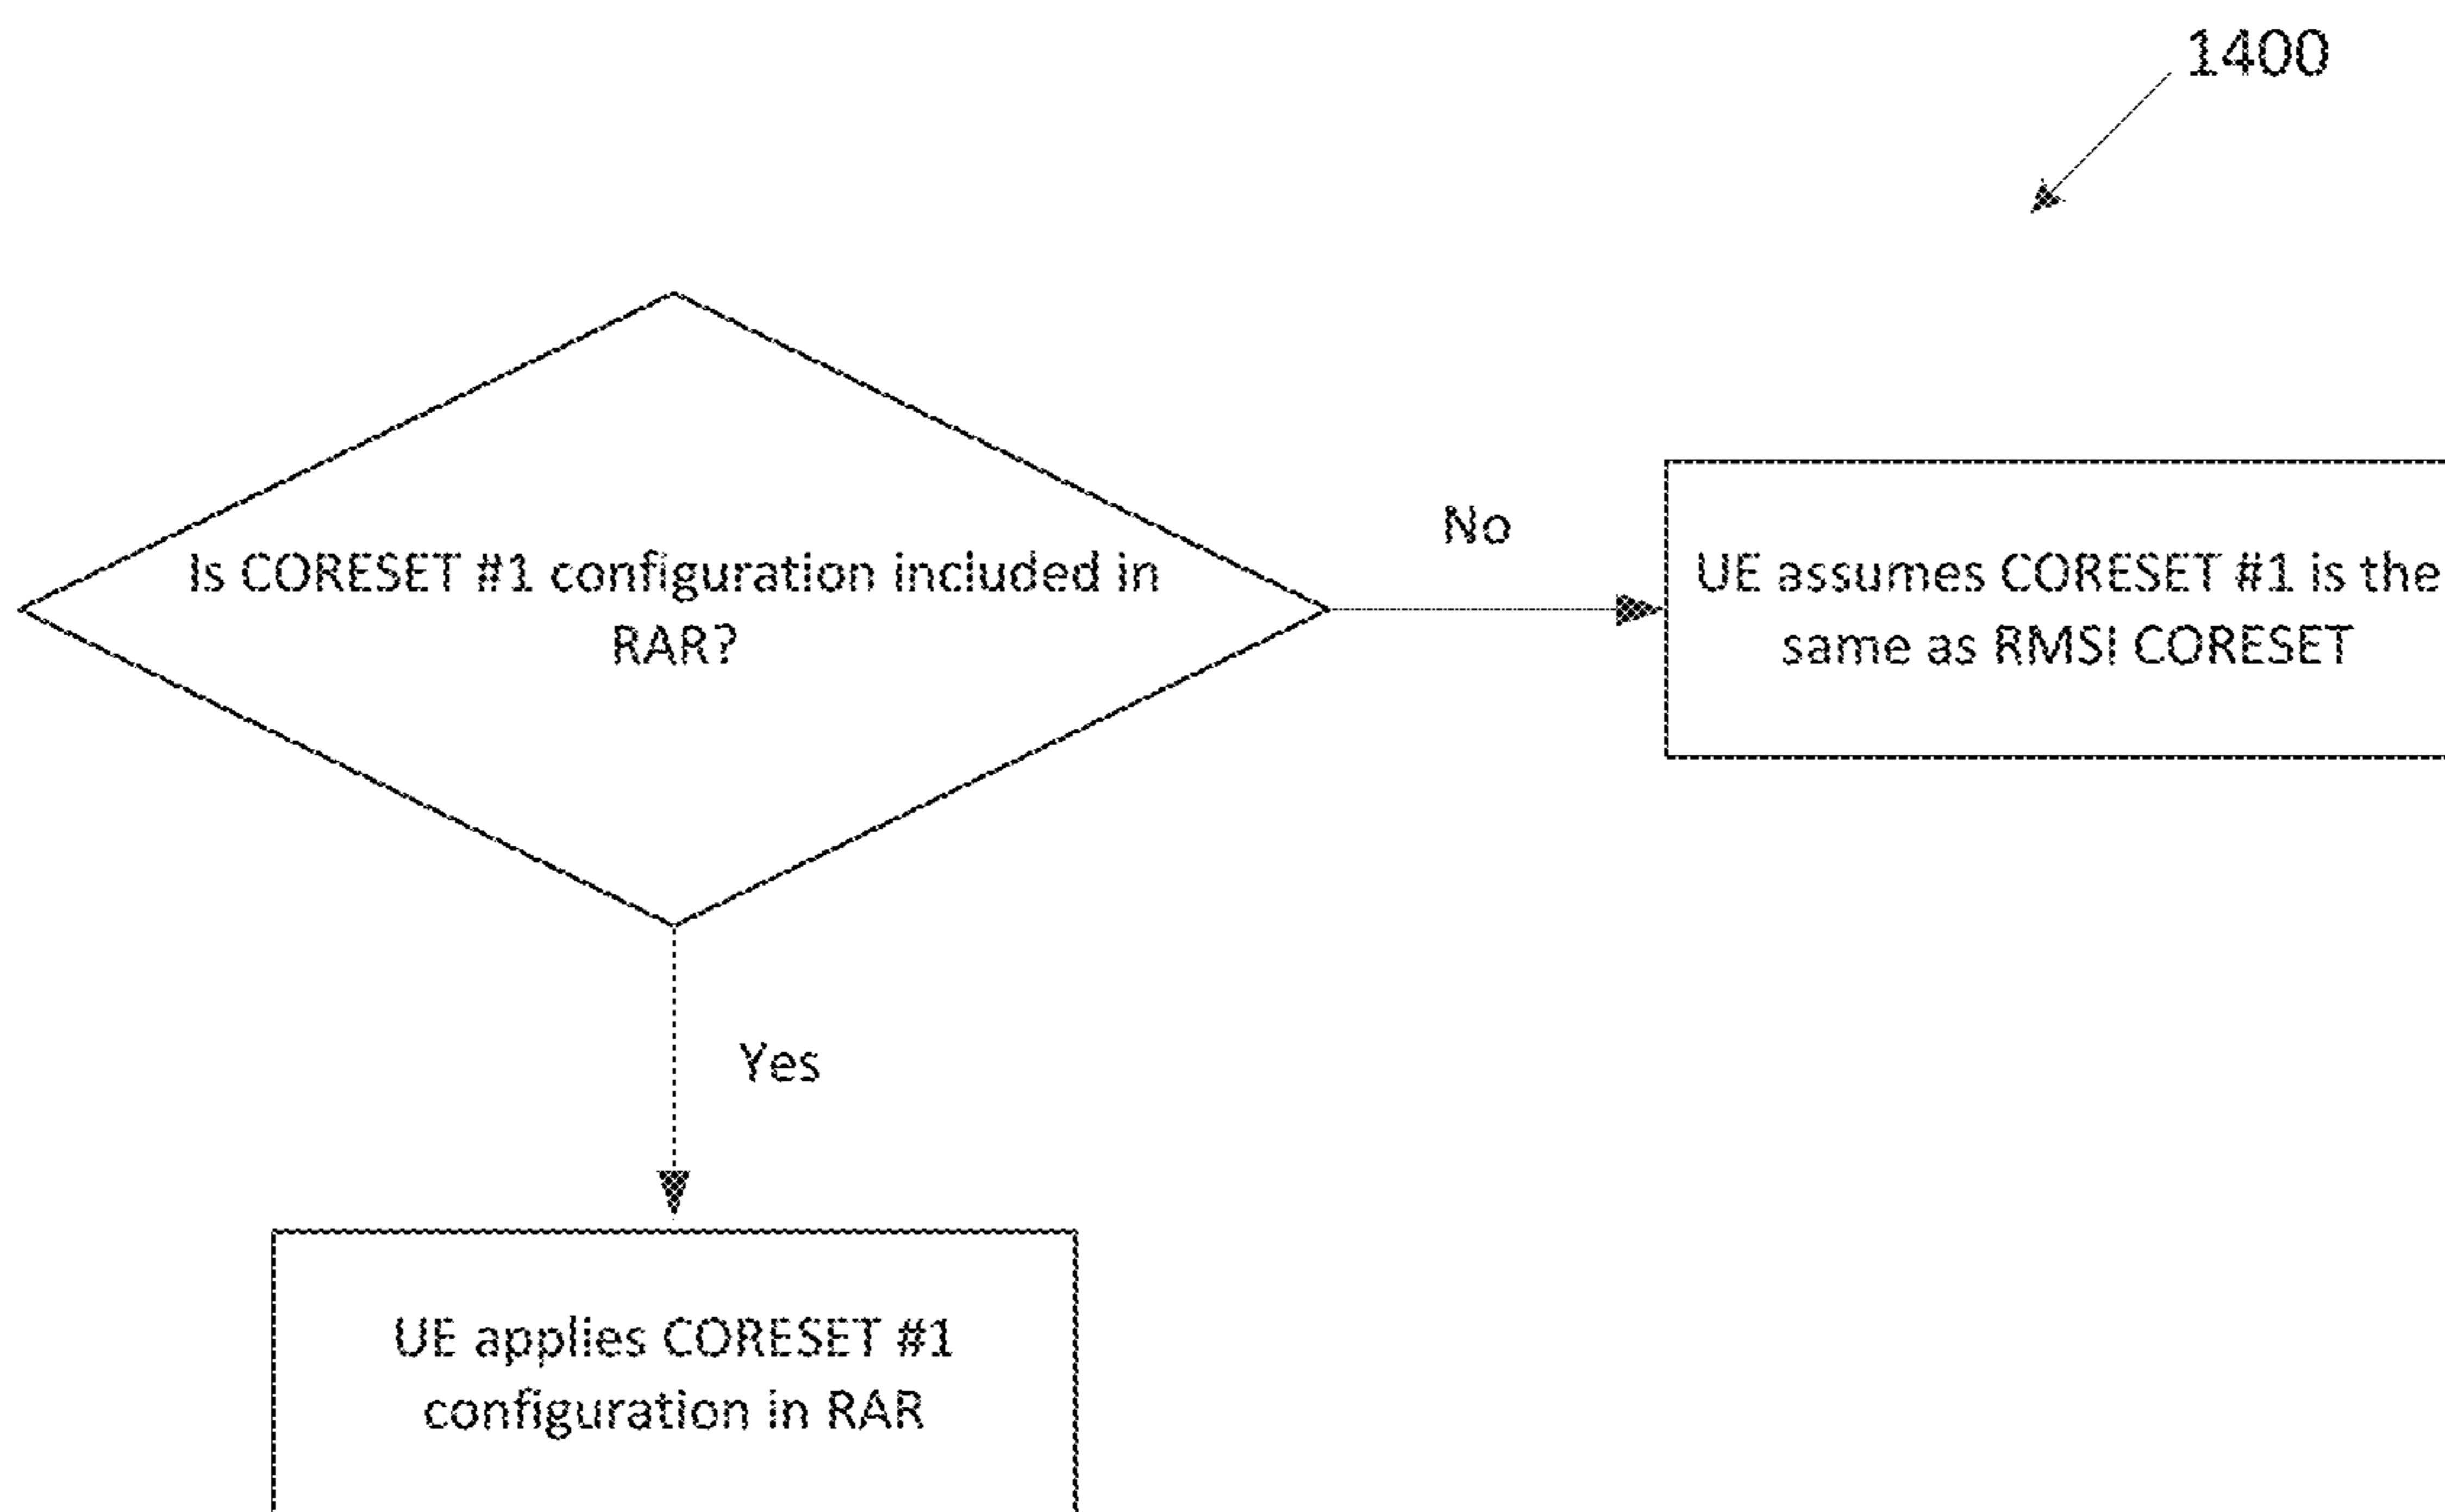 1400
Is CORESET #1 configuration included in
RAR?
No
UE assumes CORESET #1 is the
same as RMSI CORESET
Yes
UE applies CORESET #1
configuration in RAR